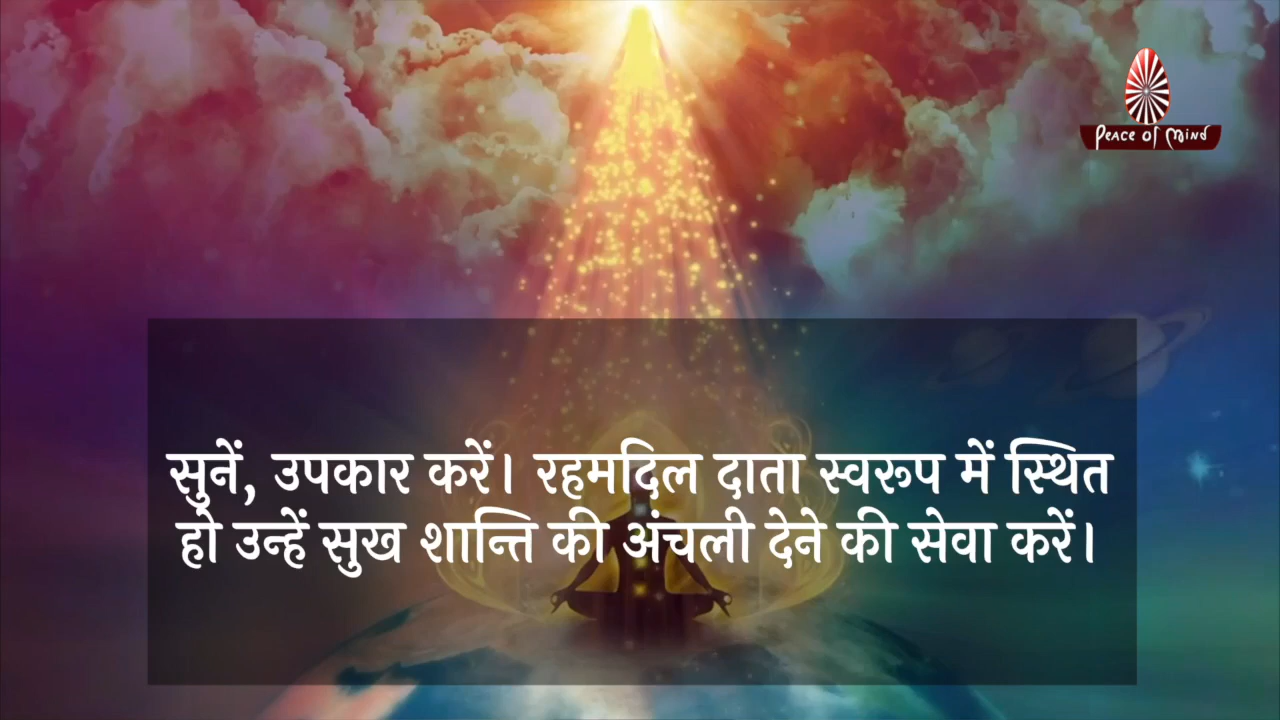 Peace of Mind
सुनें, उपकार करें। रहमदिल दाता स्वरूप में स्थित
हो उन्हें सुख शान्ति की अंचली देने की सेवा करें।